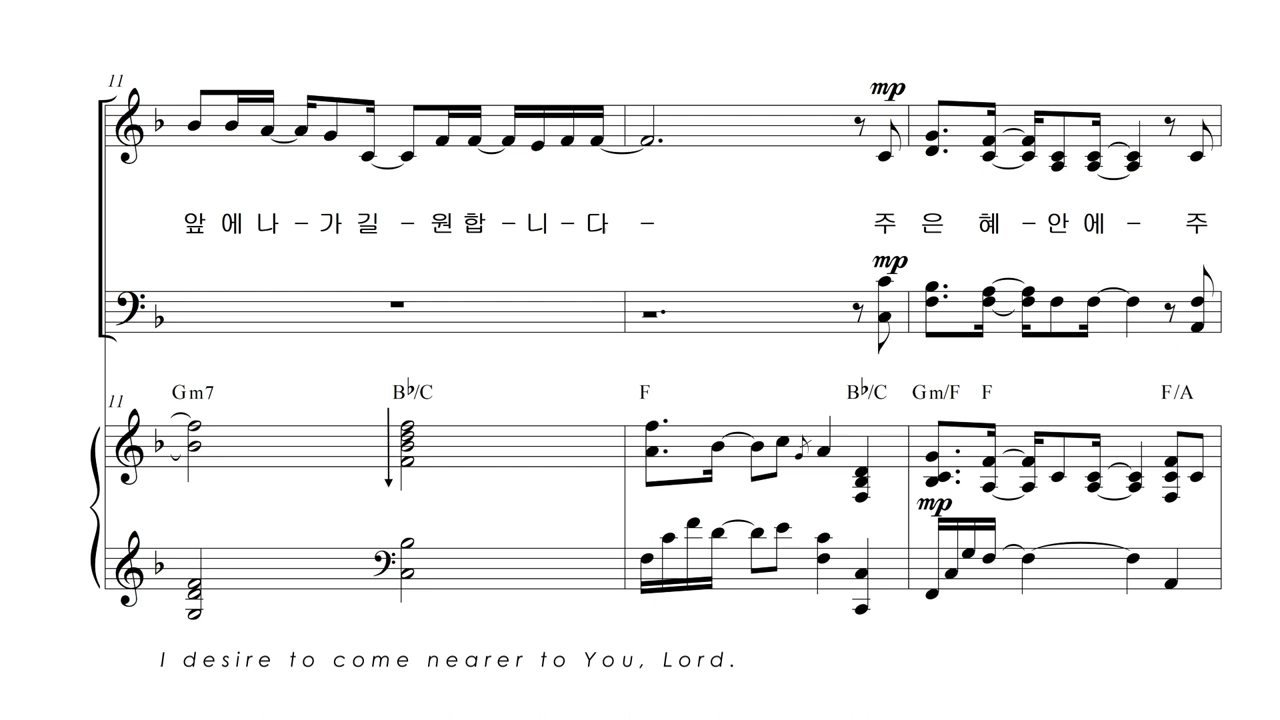 11
mp
앞 에 나 – 가 길 – 원 합 – 니 – 다 – 주 은 혜 – 안 에 – 주
mp
Gm7 B♭/C F B♭/C Gm/F F F/A
11
mp
I desire to come nearer to You, Lord.